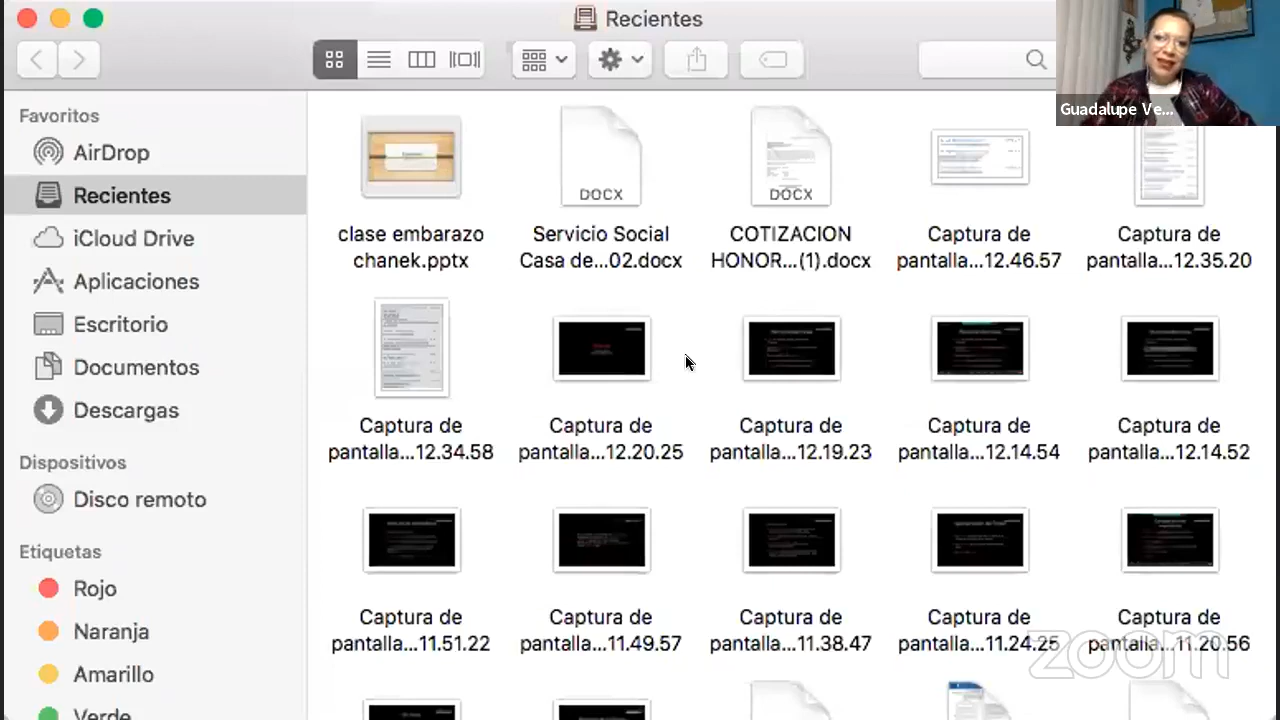 Recientes
Guadalupe Ve...
Favoritos
AirDrop
Recientes
iCloud Drive
Aplicaciones
Escritorio
Documentos
Descargas
Dispositivos
Disco remoto
Etiquetas
Rojo
Naranja
Amarillo
Verde
DOCX
DOCX
clase embarazo
chanek.pptx
Servicio Social
Casa de...02.docx
COTIZACION
HONOR...(1).docx
Captura de
pantalla...12.46.57
Captura de
pantalla...12.35.20
Captura de
pantalla...12.34.58
Captura de
pantalla...12.20.25
Captura de
pantalla...12.19.23
Captura de
pantalla...12.14.54
Captura de
pantalla...12.14.52
Captura de
pantalla...11.51.22
Captura de
pantalla...11.49.57
Captura de
pantalla...11.38.47
Captura de
pantalla...11.24.25
Captura de
pantalla...11.20.56
zoom